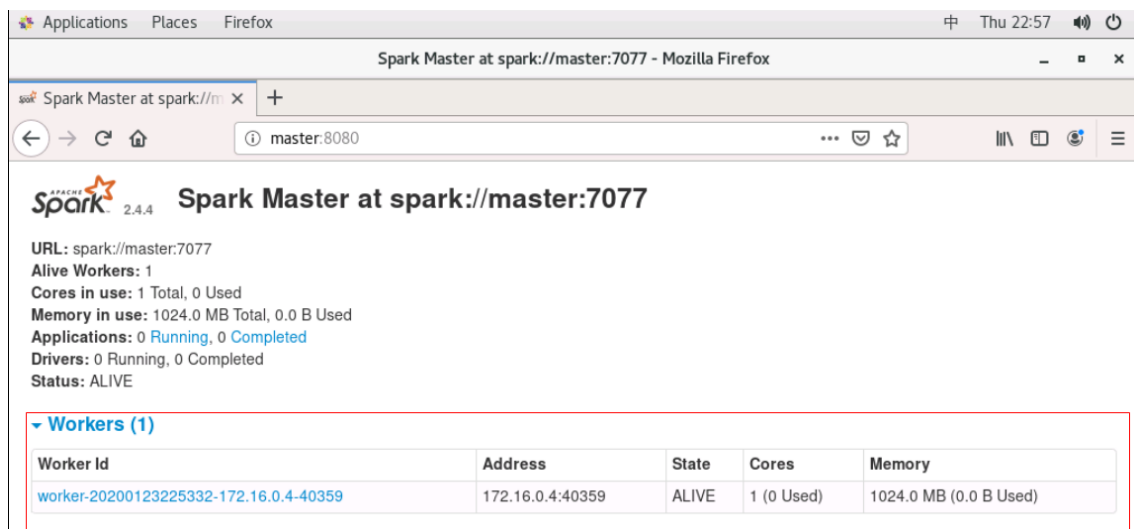 Applications Places Firefox 中 Thu 22:57
Spark Master at spark://master:7077 - Mozilla Firefox
Spark Master at spark://m
master:8080
APACHE Spark 2.4.4 Spark Master at spark://master:7077
URL: spark://master:7077
Alive Workers: 1
Cores in use: 1 Total, 0 Used
Memory in use: 1024.0 MB Total, 0.0 B Used
Applications: 0 Running, 0 Completed
Drivers: 0 Running, 0 Completed
Status: ALIVE
Workers (1)
Worker Id Address State Cores Memory
worker-20200123225332-172.16.0.4-40359 172.16.0.4:40359 ALIVE 1 (0 Used) 1024.0 MB (0.0 B Used)